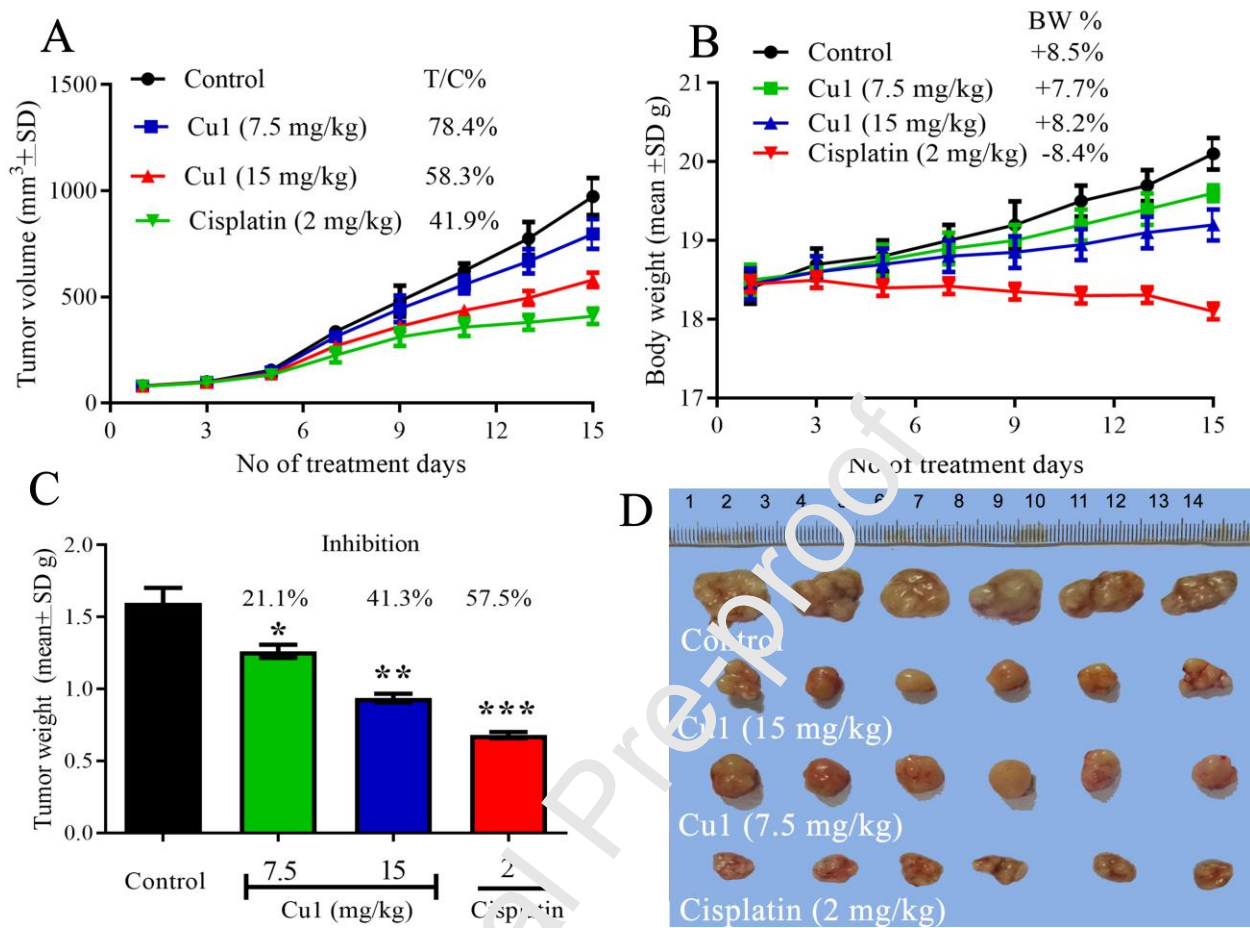 A
Tumor volume (mm³±SD)
1500
1000
500
0
Control T/C%
Cu1 (7.5 mg/kg) 78.4%
Cu1 (15 mg/kg) 58.3%
Cisplatin (2 mg/kg) 41.9%
0 3 6 9 12 15
No of treatment days
B
Body weight (mean ±SD g)
21
20
19
18
17
BW %
Control +8.5%
Cu1 (7.5 mg/kg) +7.7%
Cu1 (15 mg/kg) +8.2%
Cisplatin (2 mg/kg) -8.4%
0 3 6 9 12 15
No of treatment days
C
Tumor weight (mean±SD g)
2.0
1.5
1.0
0.5
0.0
Inhibition
21.1% 41.3% 57.5%
* ** ***
Control 7.5 15 2
Cu1 (mg/kg) Cisplatin
D
1 2 3 4 5 6 7 8 9 10 11 12 13 14
Control
Cu1 (15 mg/kg)
Cu1 (7.5 mg/kg)
Cisplatin (2 mg/kg)
al Pre-proof